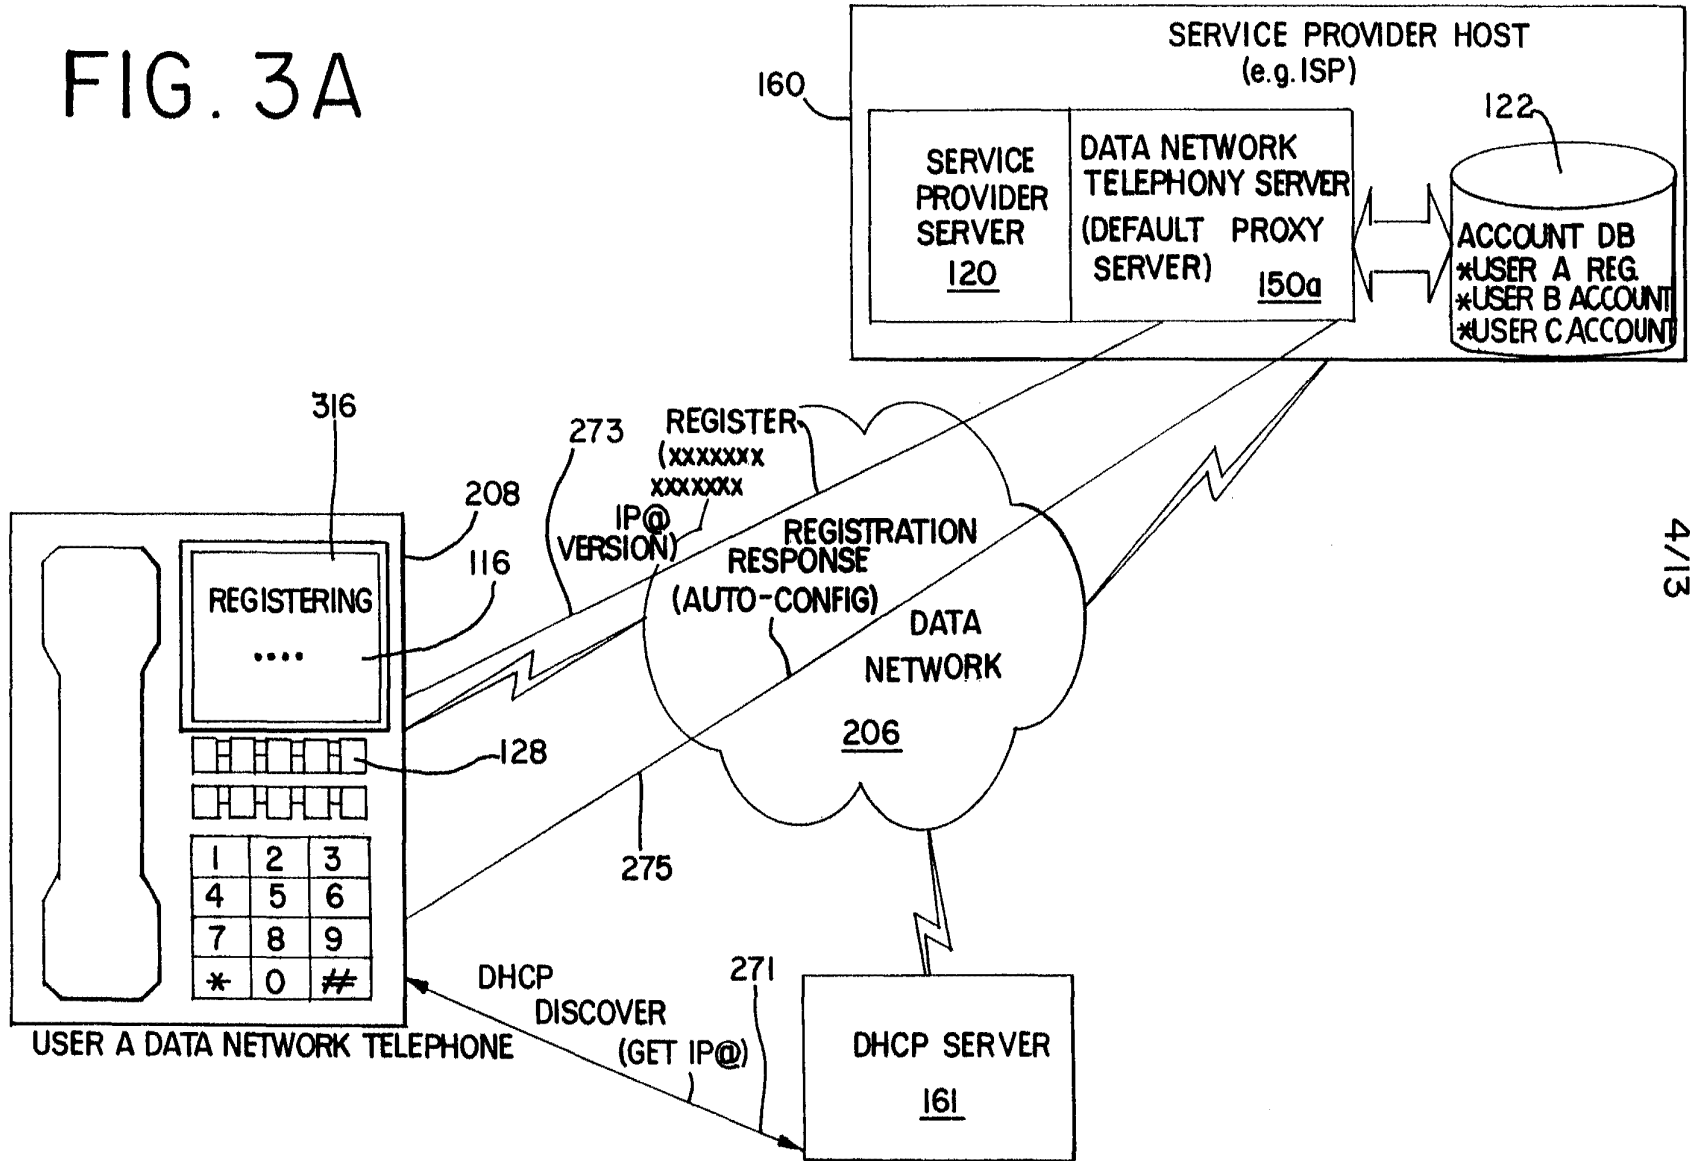 FIG. 3A
SERVICE PROVIDER HOST
(e.g. ISP)
160
122
SERVICE
PROVIDER
SERVER
120
DATA NETWORK
TELEPHONY SERVER
(DEFAULT PROXY
SERVER)
150a
ACCOUNT DB
*USER A REG.
*USER B ACCOUNT
*USER C ACCOUNT
316
273
REGISTER
(XXXXXXX
XXXXXXX
IP@
VERSION)
208
116
REGISTERING
....
REGISTRATION
RESPONSE
(AUTO-CONFIG)
DATA
NETWORK
206
4/13
128
275
1 2 3
4 5 6
7 8 9
* 0 #
USER A DATA NETWORK TELEPHONE
DHCP
DISCOVER
(GET IP@)
271
DHCP SERVER
161